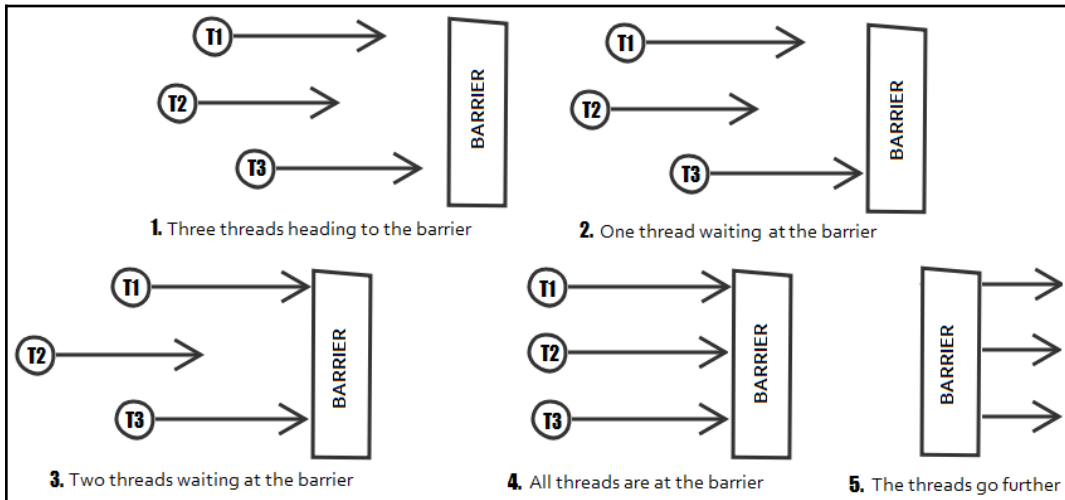 T1
T2
T3
BARRIER
1. Three threads heading to the barrier
T1
T2
T3
BARRIER
2. One thread waiting at the barrier
T1
T2
T3
BARRIER
3. Two threads waiting at the barrier
T1
T2
T3
BARRIER
4. All threads are at the barrier
BARRIER
5. The threads go further